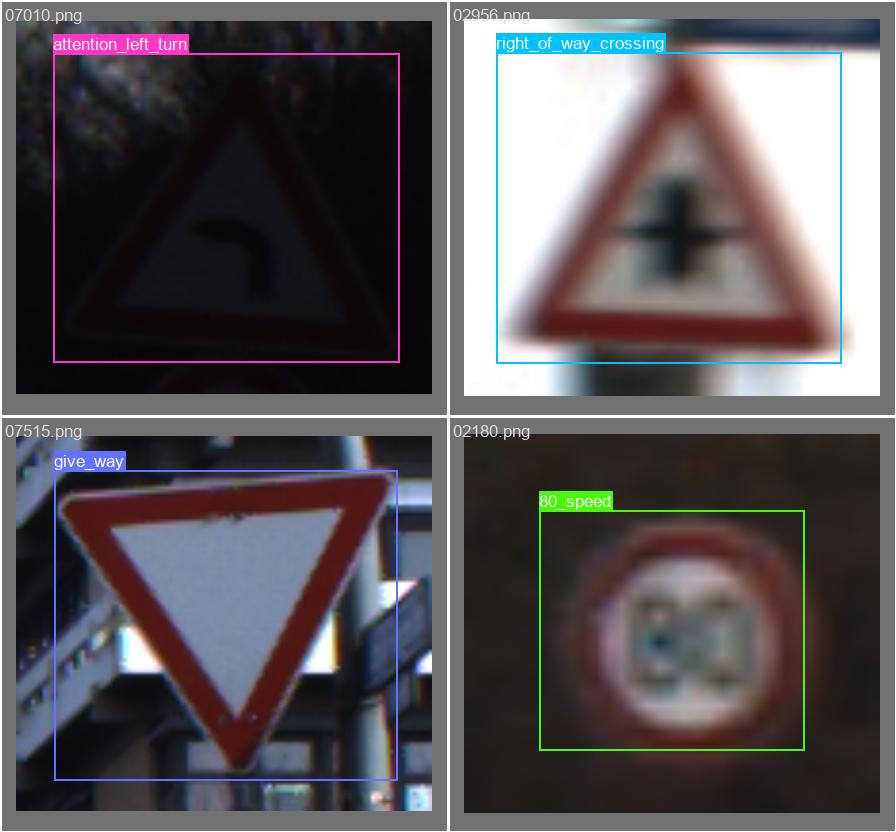 07010.png
attention_left_turn
02956.png
right_of_way_crossing
07515.png
give_way
02180.png
80_speed